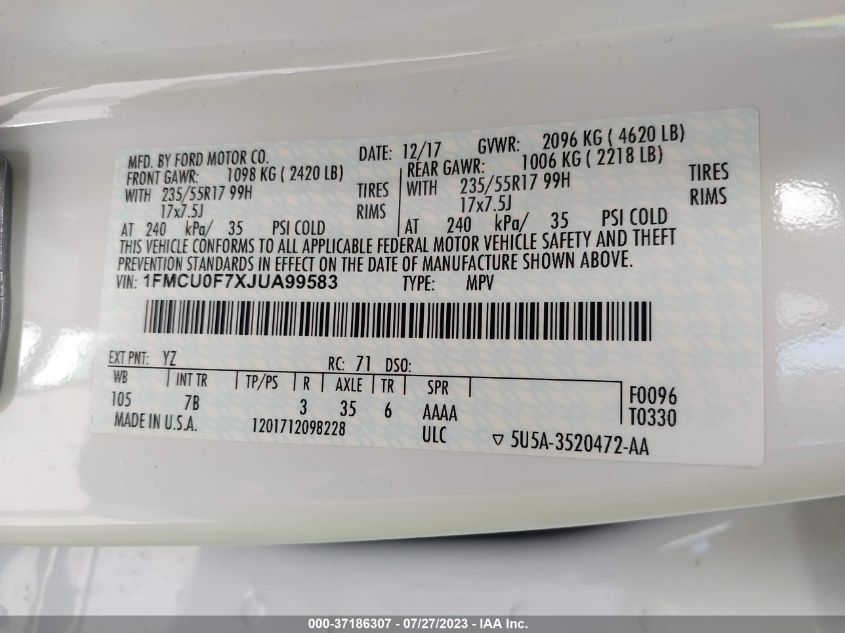 MFD. BY FORD MOTOR CO. DATE: 12/17 GVWR: 2096 KG ( 4620 LB)
FRONT GAWR: 1098 KG ( 2420 LB) REAR GAWR: 1006 KG ( 2218 LB)
WITH 235/55R17 99H TIRES WITH 235/55R17 99H TIRES
17x7.5J RIMS 17x7.5J RIMS
AT 240 kPa/ 35 PSI COLD AT 240 kPa/ 35 PSI COLD
THIS VEHICLE CONFORMS TO ALL APPLICABLE FEDERAL MOTOR VEHICLE SAFETY AND THEFT
PREVENTION STANDARDS IN EFFECT ON THE DATE OF MANUFACTURE SHOWN ABOVE.
VIN: 1FMCU0F7XJUA99583 TYPE: MPV
EXT PNT: YZ RC: 71 DSO:
WB INT TR TP/PS R AXLE TR SPR F0096
105 7B 3 35 6 AAAA T0330
MADE IN U.S.A. 1201712098228 ULC ▽ 5U5A-3520472-AA
000-37186307 - 07/27/2023 - IAA Inc.